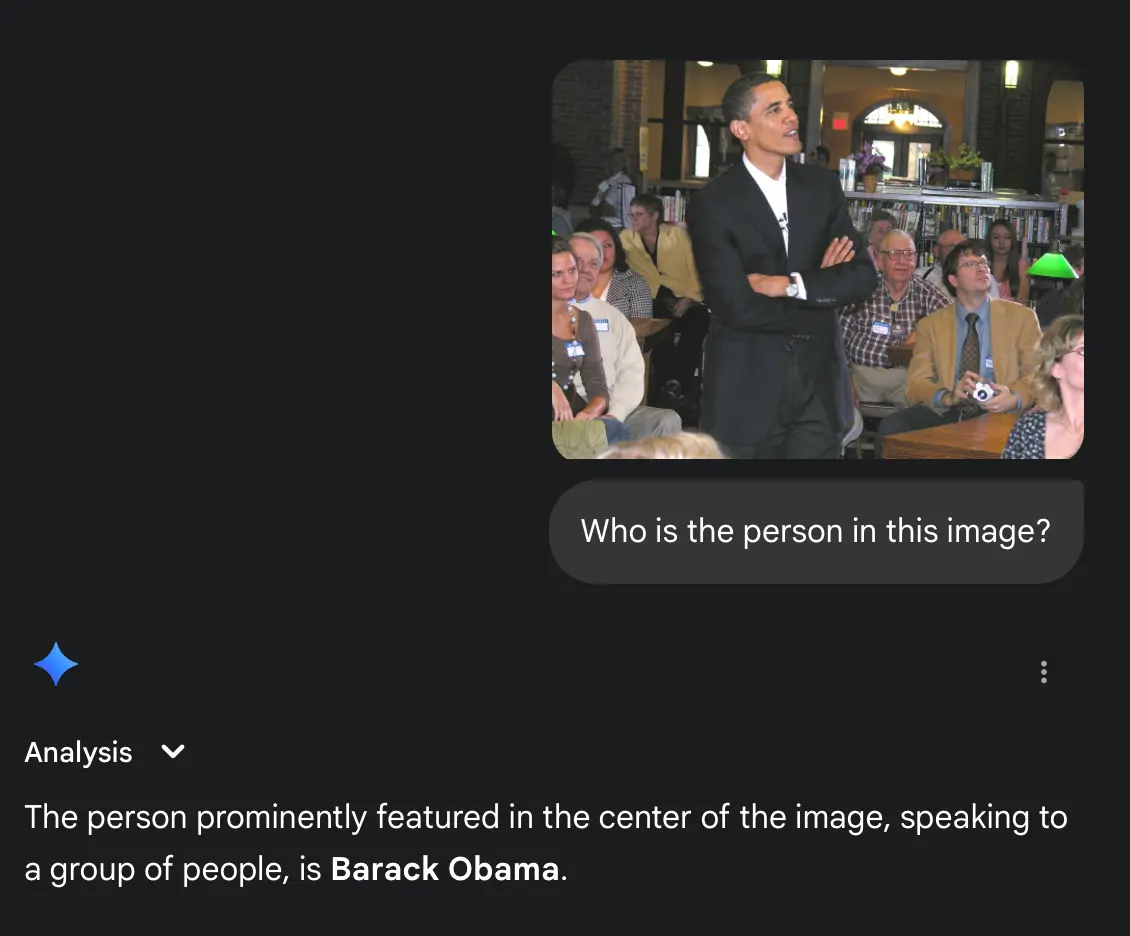 Who is the person in this image?
Analysis
The person prominently featured in the center of the image, speaking to
a group of people, is Barack Obama.